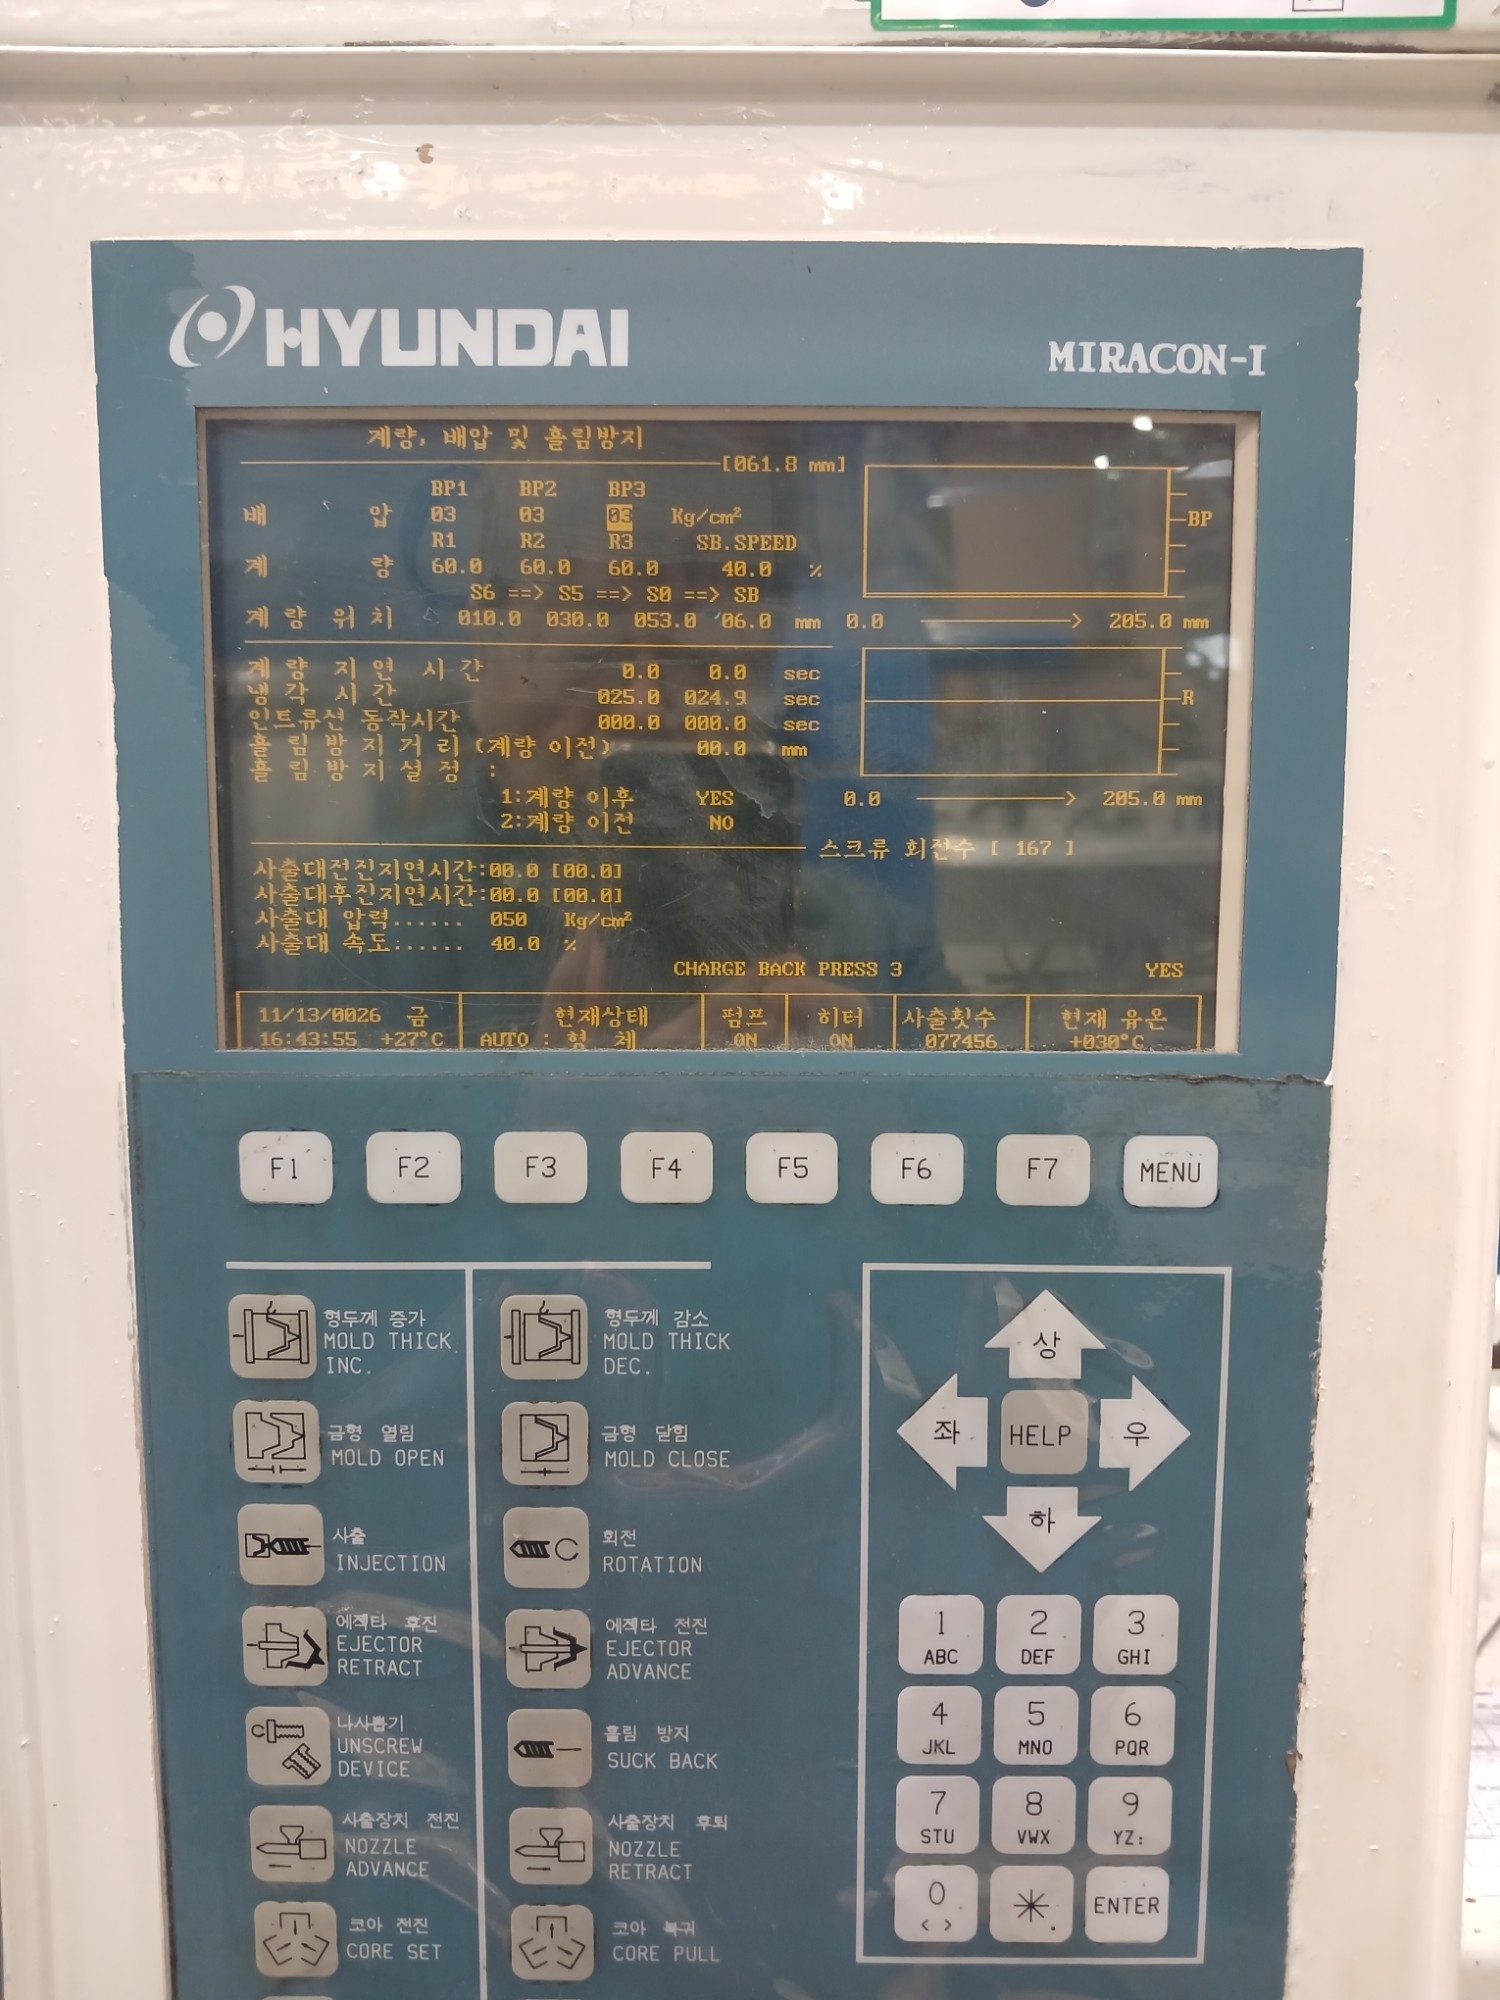 HYUNDAI
MIRACON-I
계량, 배압 및 흘림방지
[061.8 mm]
BP1 BP2 BP3
배 압 03 03 03 Kg/cm²
BP
R1 R2 R3 SB.SPEED
계 량 60.0 60.0 60.0 40.0 %
S6 ==> S5 ==> S0 ==> SB
계 량 위 치 010.0 030.0 053.0 06.0 mm
0.0 205.0 mm
계 량 지 연 시 간 0.0 0.0 sec
냉 각 시 간 025.0 024.9 sec
R
인트류션 동작시간 000.0 000.0 sec
흘 림 방 지 거 리 (계량 이전) 00.0 mm
흘 림 방 지 설 정 :
1:계량 이후 YES
0.0 205.0 mm
2:계량 이전 NO
스크류 회전수 [ 167 ]
사출대전진지연시간:00.0 [00.0]
사출대후진지연시간:00.0 [00.0]
사출대 압력...... 050 Kg/cm²
사출대 속도:..... 40.0 %
CHARGE BACK PRESS 3 YES
11/13/0026 금 현재상태 펌프 히터 사출횟수 현재 유온
16:43:55 +27°C AUTO : 형 체 ON ON 077456 +030°C
F1 F2 F3 F4 F5 F6 F7 MENU
형두께 증가
MOLD THICK
INC.
형두께 감소
MOLD THICK
DEC.
금형 열림
MOLD OPEN
금형 닫힘
MOLD CLOSE
사출
INJECTION
회전
ROTATION
에젝타 후진
EJECTOR
RETRACT
에젝타 전진
EJECTOR
ADVANCE
나사뽑기
UNSCREW
DEVICE
흘림 방지
SUCK BACK
사출장치 전진
NOZZLE
ADVANCE
사출장치 후퇴
NOZZLE
RETRACT
코아 전진
CORE SET
코아 복귀
CORE PULL
상
좌 HELP 우
하
1 2 3
ABC DEF GHI
4 5 6
JKL MNO PQR
7 8 9
STU VWX YZ:
0 * . ENTER
< >